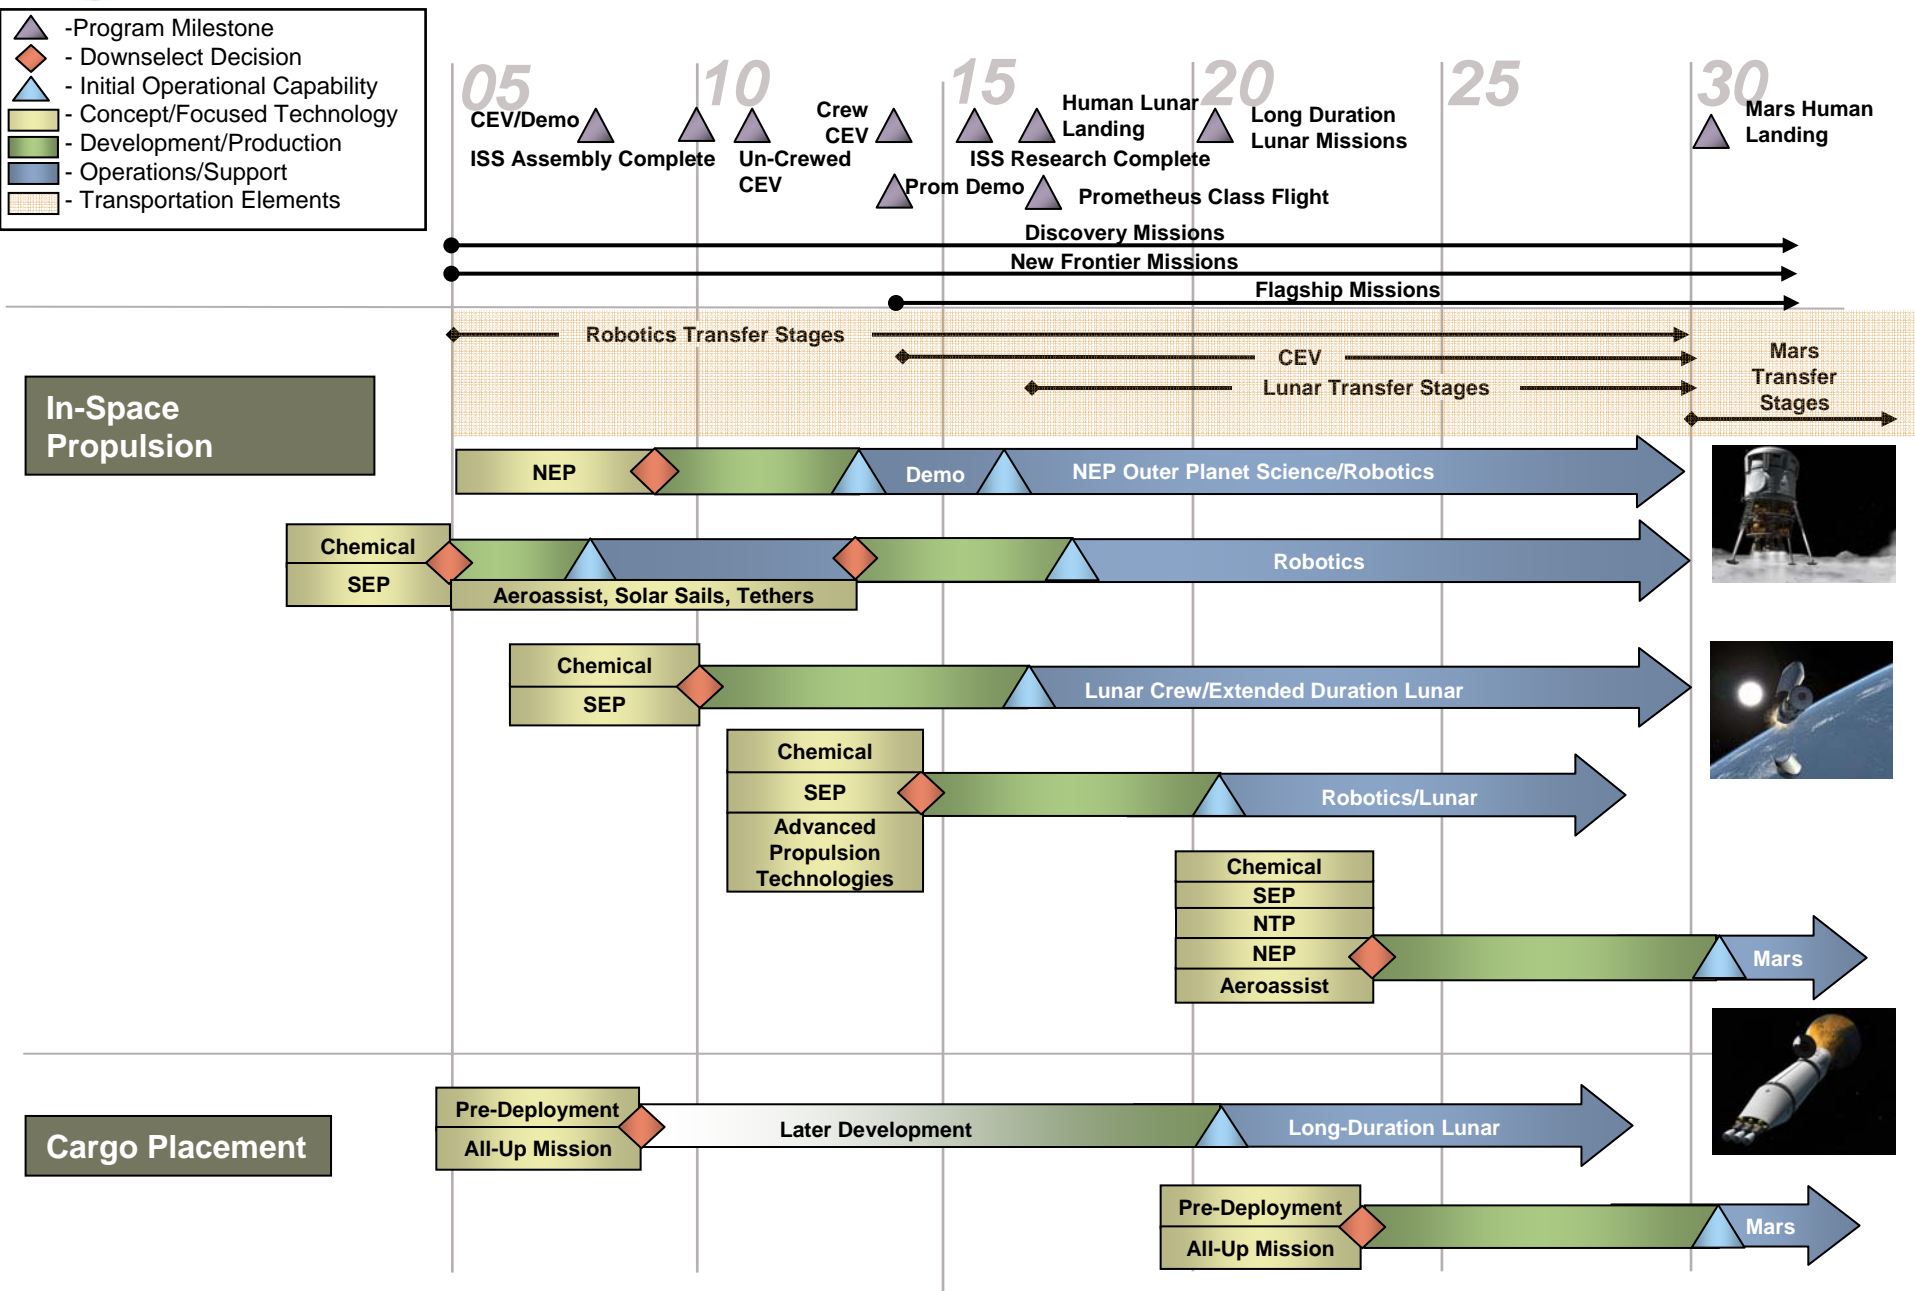 -Program Milestone
- Downselect Decision
- Initial Operational Capability
- Concept/Focused Technology
- Development/Production
- Operations/Support
- Transportation Elements
05
10
15
20
25
30
CEV/Demo
ISS Assembly Complete
Un-Crewed
CEV
Crew
CEV
Human Lunar
Landing
ISS Research Complete
Long Duration
Lunar Missions
Mars Human
Landing
Prom Demo
Prometheus Class Flight
Discovery Missions
New Frontier Missions
Flagship Missions
Robotics Transfer Stages
CEV
Lunar Transfer Stages
Mars
Transfer
Stages
In-Space
Propulsion
NEP
Demo
NEP Outer Planet Science/Robotics
Chemical
SEP
Aeroassist, Solar Sails, Tethers
Robotics
Chemical
SEP
Lunar Crew/Extended Duration Lunar
Chemical
SEP
Advanced
Propulsion
Technologies
Robotics/Lunar
Chemical
SEP
NTP
NEP
Aeroassist
Mars
Cargo Placement
Pre-Deployment
All-Up Mission
Later Development
Long-Duration Lunar
Pre-Deployment
All-Up Mission
Mars